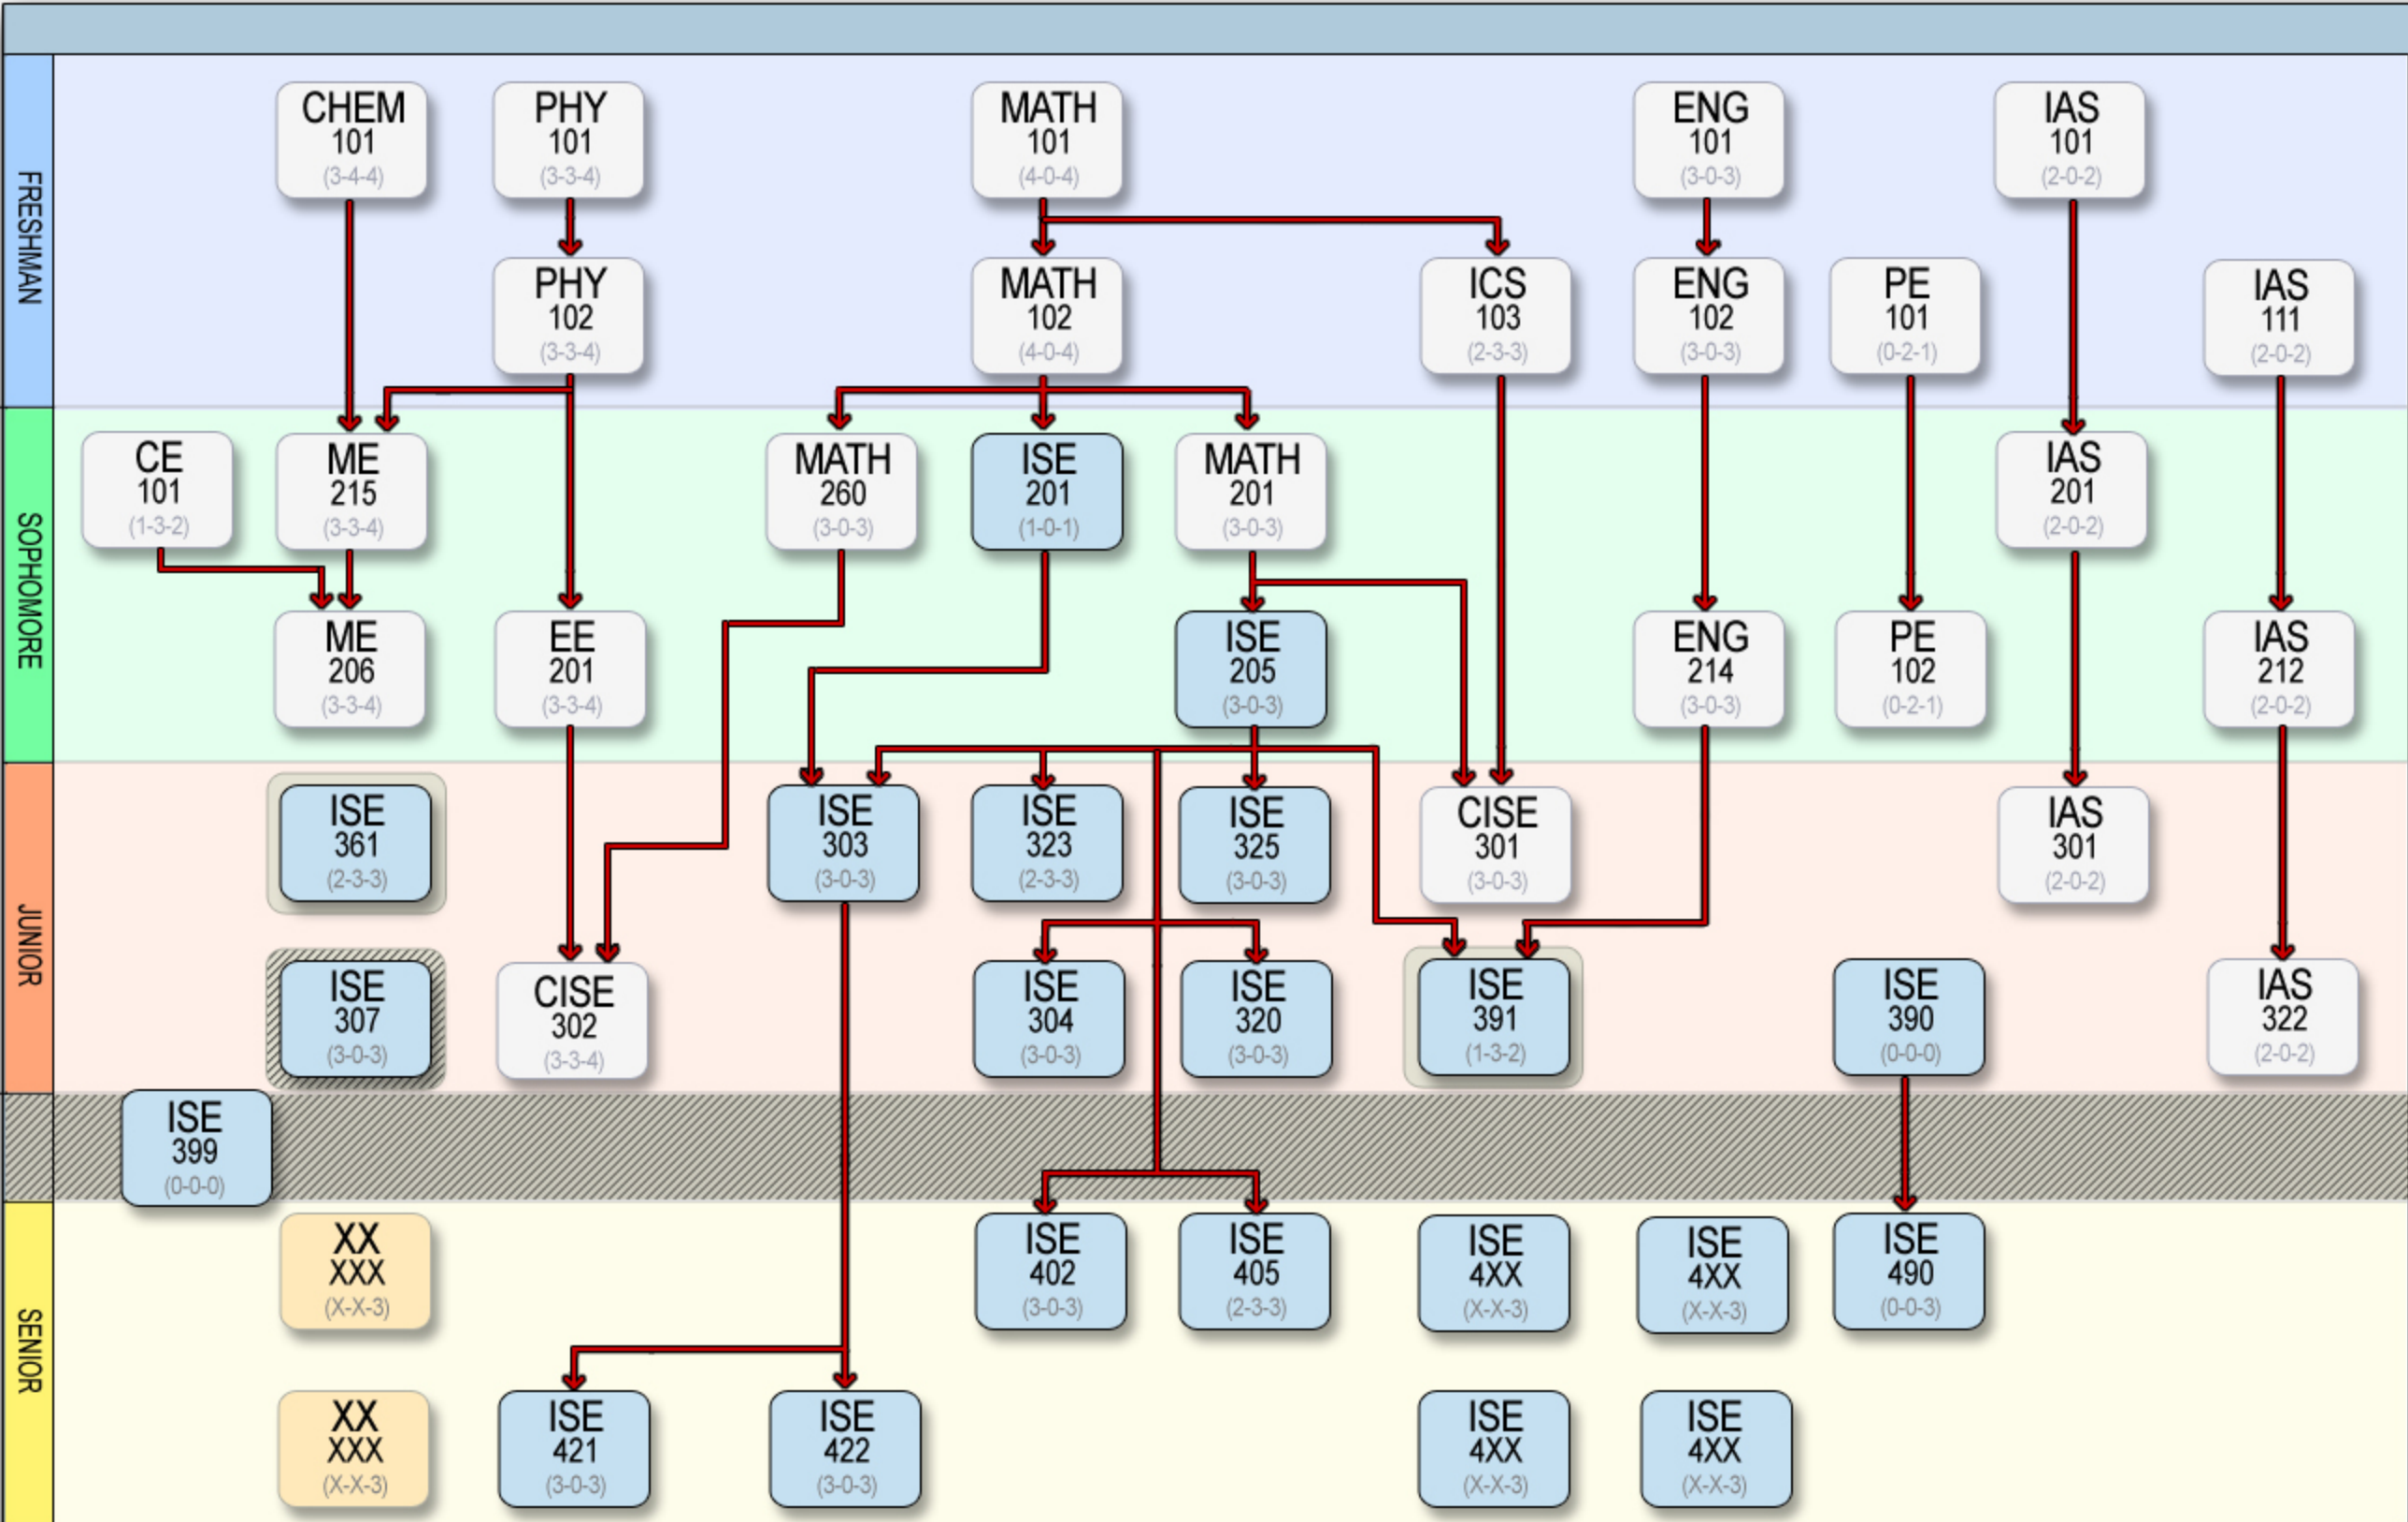 FRESHMAN
CHEM
101
(3-4-4)
PHY
101
(3-3-4)
MATH
101
(4-0-4)
ENG
101
(3-0-3)
IAS
101
(2-0-2)
PHY
102
(3-3-4)
MATH
102
(4-0-4)
ICS
103
(2-3-3)
ENG
102
(3-0-3)
PE
101
(0-2-1)
IAS
111
(2-0-2)
SOPHOMORE
CE
101
(1-3-2)
ME
215
(3-3-4)
MATH
260
(3-0-3)
ISE
201
(1-0-1)
MATH
201
(3-0-3)
IAS
201
(2-0-2)
ME
206
(3-3-4)
EE
201
(3-3-4)
ISE
205
(3-0-3)
ENG
214
(3-0-3)
PE
102
(0-2-1)
IAS
212
(2-0-2)
JUNIOR
ISE
361
(2-3-3)
ISE
303
(3-0-3)
ISE
323
(2-3-3)
ISE
325
(3-0-3)
CISE
301
(3-0-3)
IAS
301
(2-0-2)
ISE
307
(3-0-3)
CISE
302
(3-3-4)
ISE
304
(3-0-3)
ISE
320
(3-0-3)
ISE
391
(1-3-2)
ISE
390
(0-0-0)
IAS
322
(2-0-2)
ISE
399
(0-0-0)
SENIOR
XX
XXX
(X-X-3)
ISE
402
(3-0-3)
ISE
405
(2-3-3)
ISE
4XX
(X-X-3)
ISE
4XX
(X-X-3)
ISE
490
(0-0-3)
XX
XXX
(X-X-3)
ISE
421
(3-0-3)
ISE
422
(3-0-3)
ISE
4XX
(X-X-3)
ISE
4XX
(X-X-3)